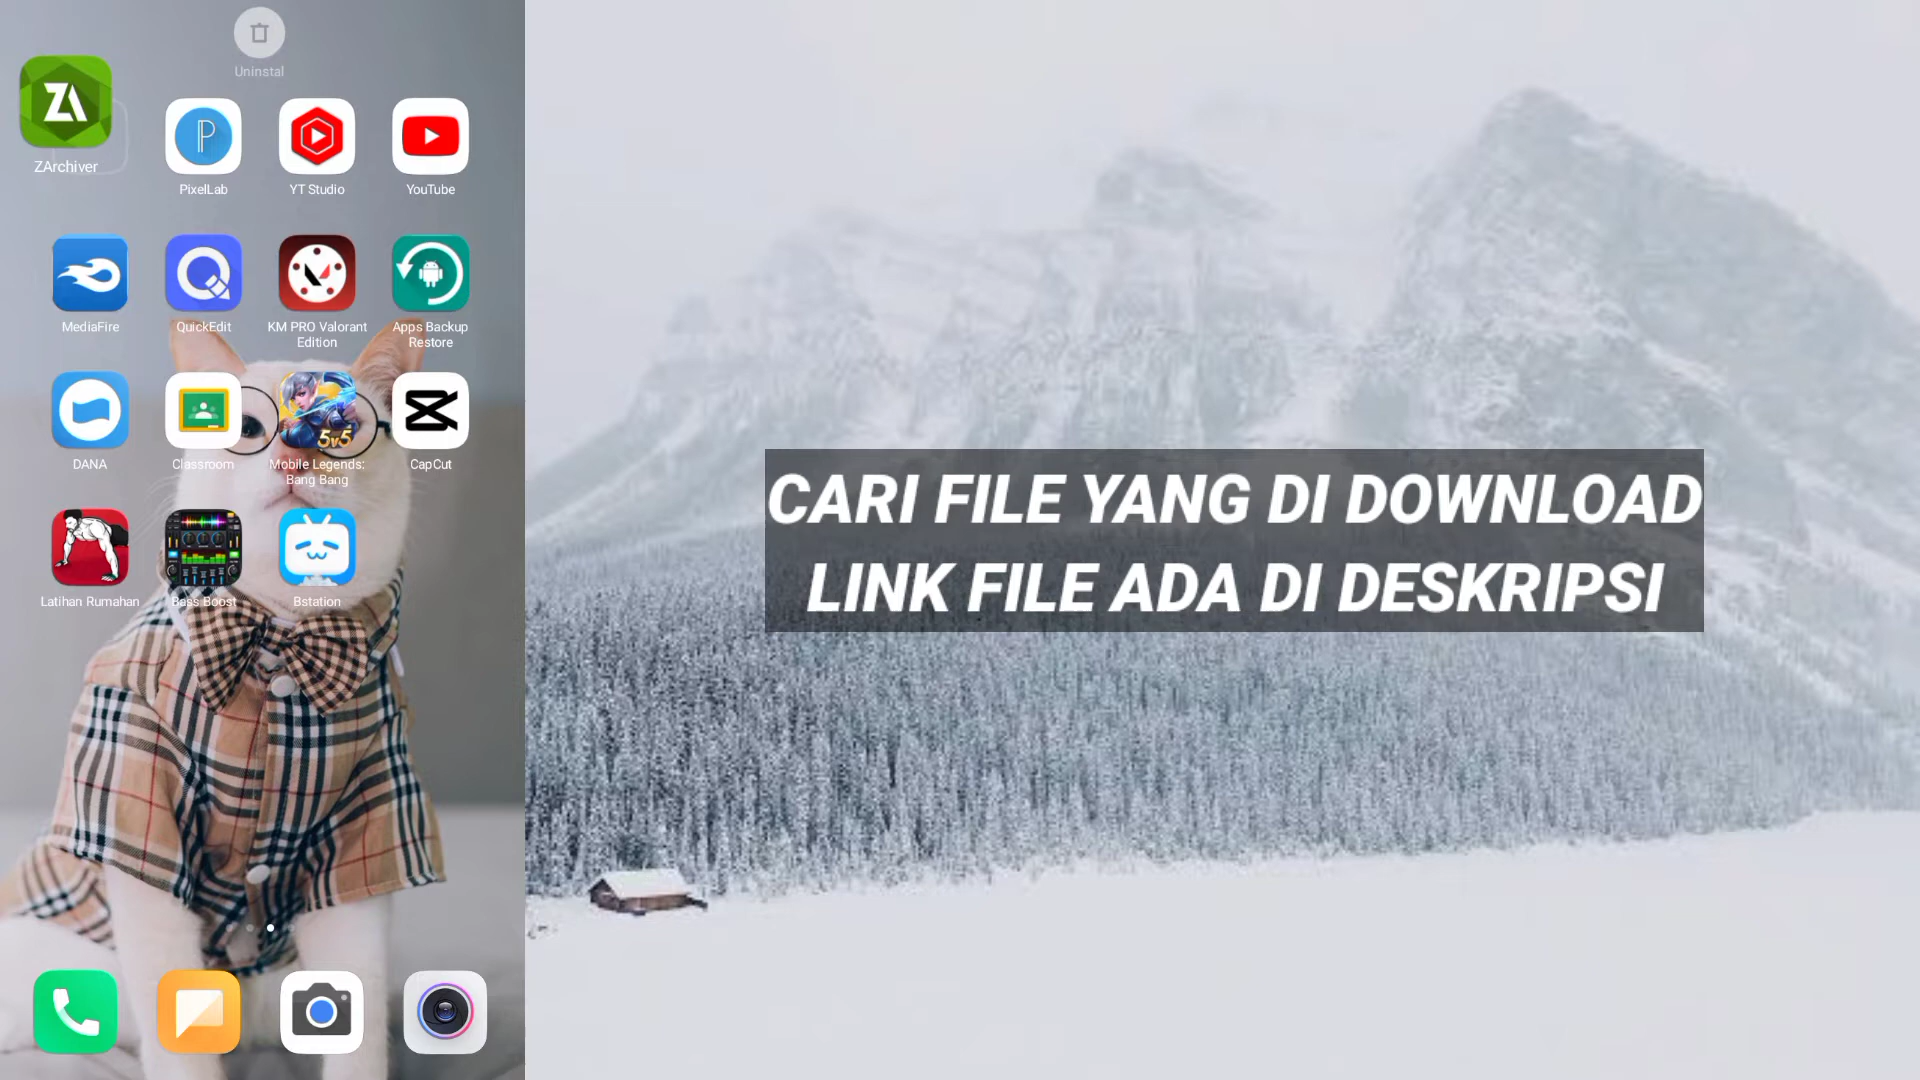 Uninstal
ZArchiver
PixelLab
YT Studio
YouTube
MediaFire
QuickEdit
KM PRO Valorant
Edition
Apps Backup
Restore
DANA
Classroom
5v5
Mobile Legends:
Bang Bang
CapCut
Latihan Rumahan
Bass Boost
Bstation
CARI FILE YANG DI DOWNLOAD
LINK FILE ADA DI DESKRIPSI